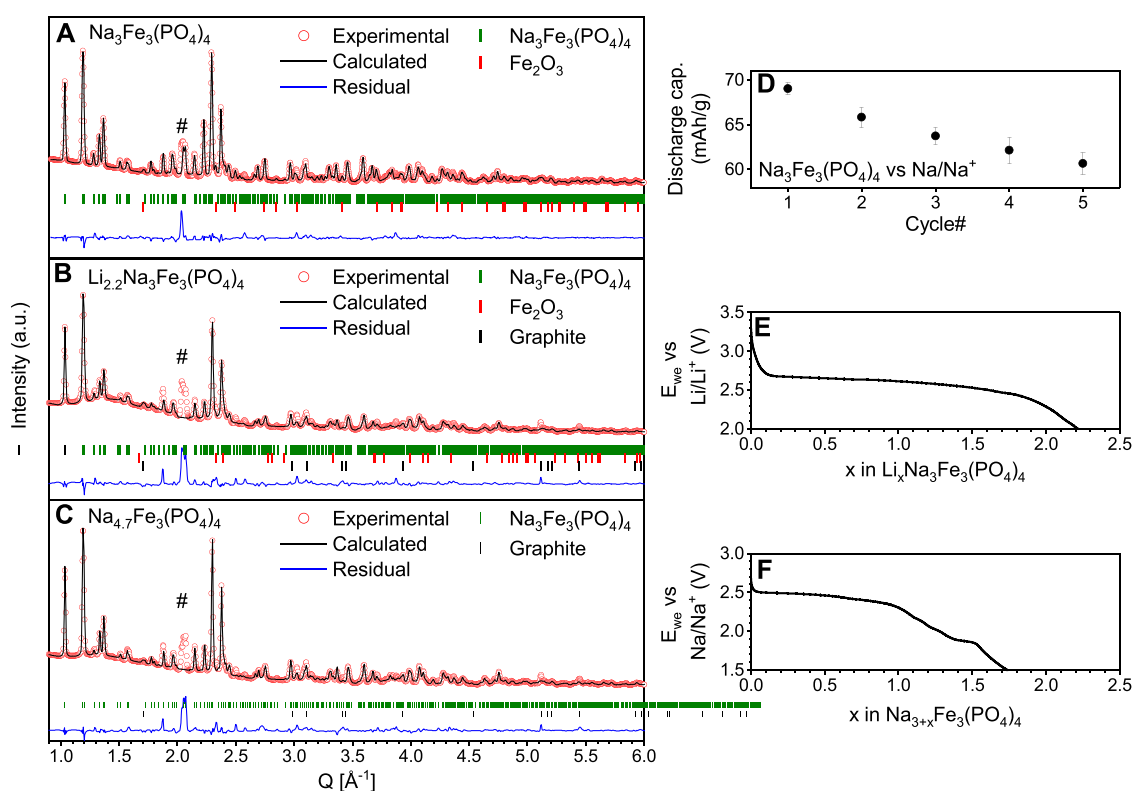 A
Na₃Fe₃(PO₄)₄
Experimental
Calculated
Residual
Na₃Fe₃(PO₄)₄
Fe₂O₃
#
B
Li₂.₂Na₃Fe₃(PO₄)₄
Experimental
Calculated
Residual
Na₃Fe₃(PO₄)₄
Fe₂O₃
Graphite
#
C
Na₄.₇Fe₃(PO₄)₄
Experimental
Calculated
Residual
Na₃Fe₃(PO₄)₄
Graphite
#
Intensity (a.u.)
1.0 1.5 2.0 2.5 3.0 3.5 4.0 4.5 5.0 5.5 6.0
Q [Å⁻¹]
D
Discharge cap.
(mAh/g)
70
65
60
Na₃Fe₃(PO₄)₄ vs Na/Na⁺
1 2 3 4 5
Cycle#
E
Ewe vs
Li/Li⁺ (V)
3.5
3.0
2.5
2.0
0.0 0.5 1.0 1.5 2.0 2.5
x in LiₓNa₃Fe₃(PO₄)₄
F
Ewe vs
Na/Na⁺ (V)
3.0
2.5
2.0
1.5
0.0 0.5 1.0 1.5 2.0 2.5
x in Na₃₊ₓFe₃(PO₄)₄